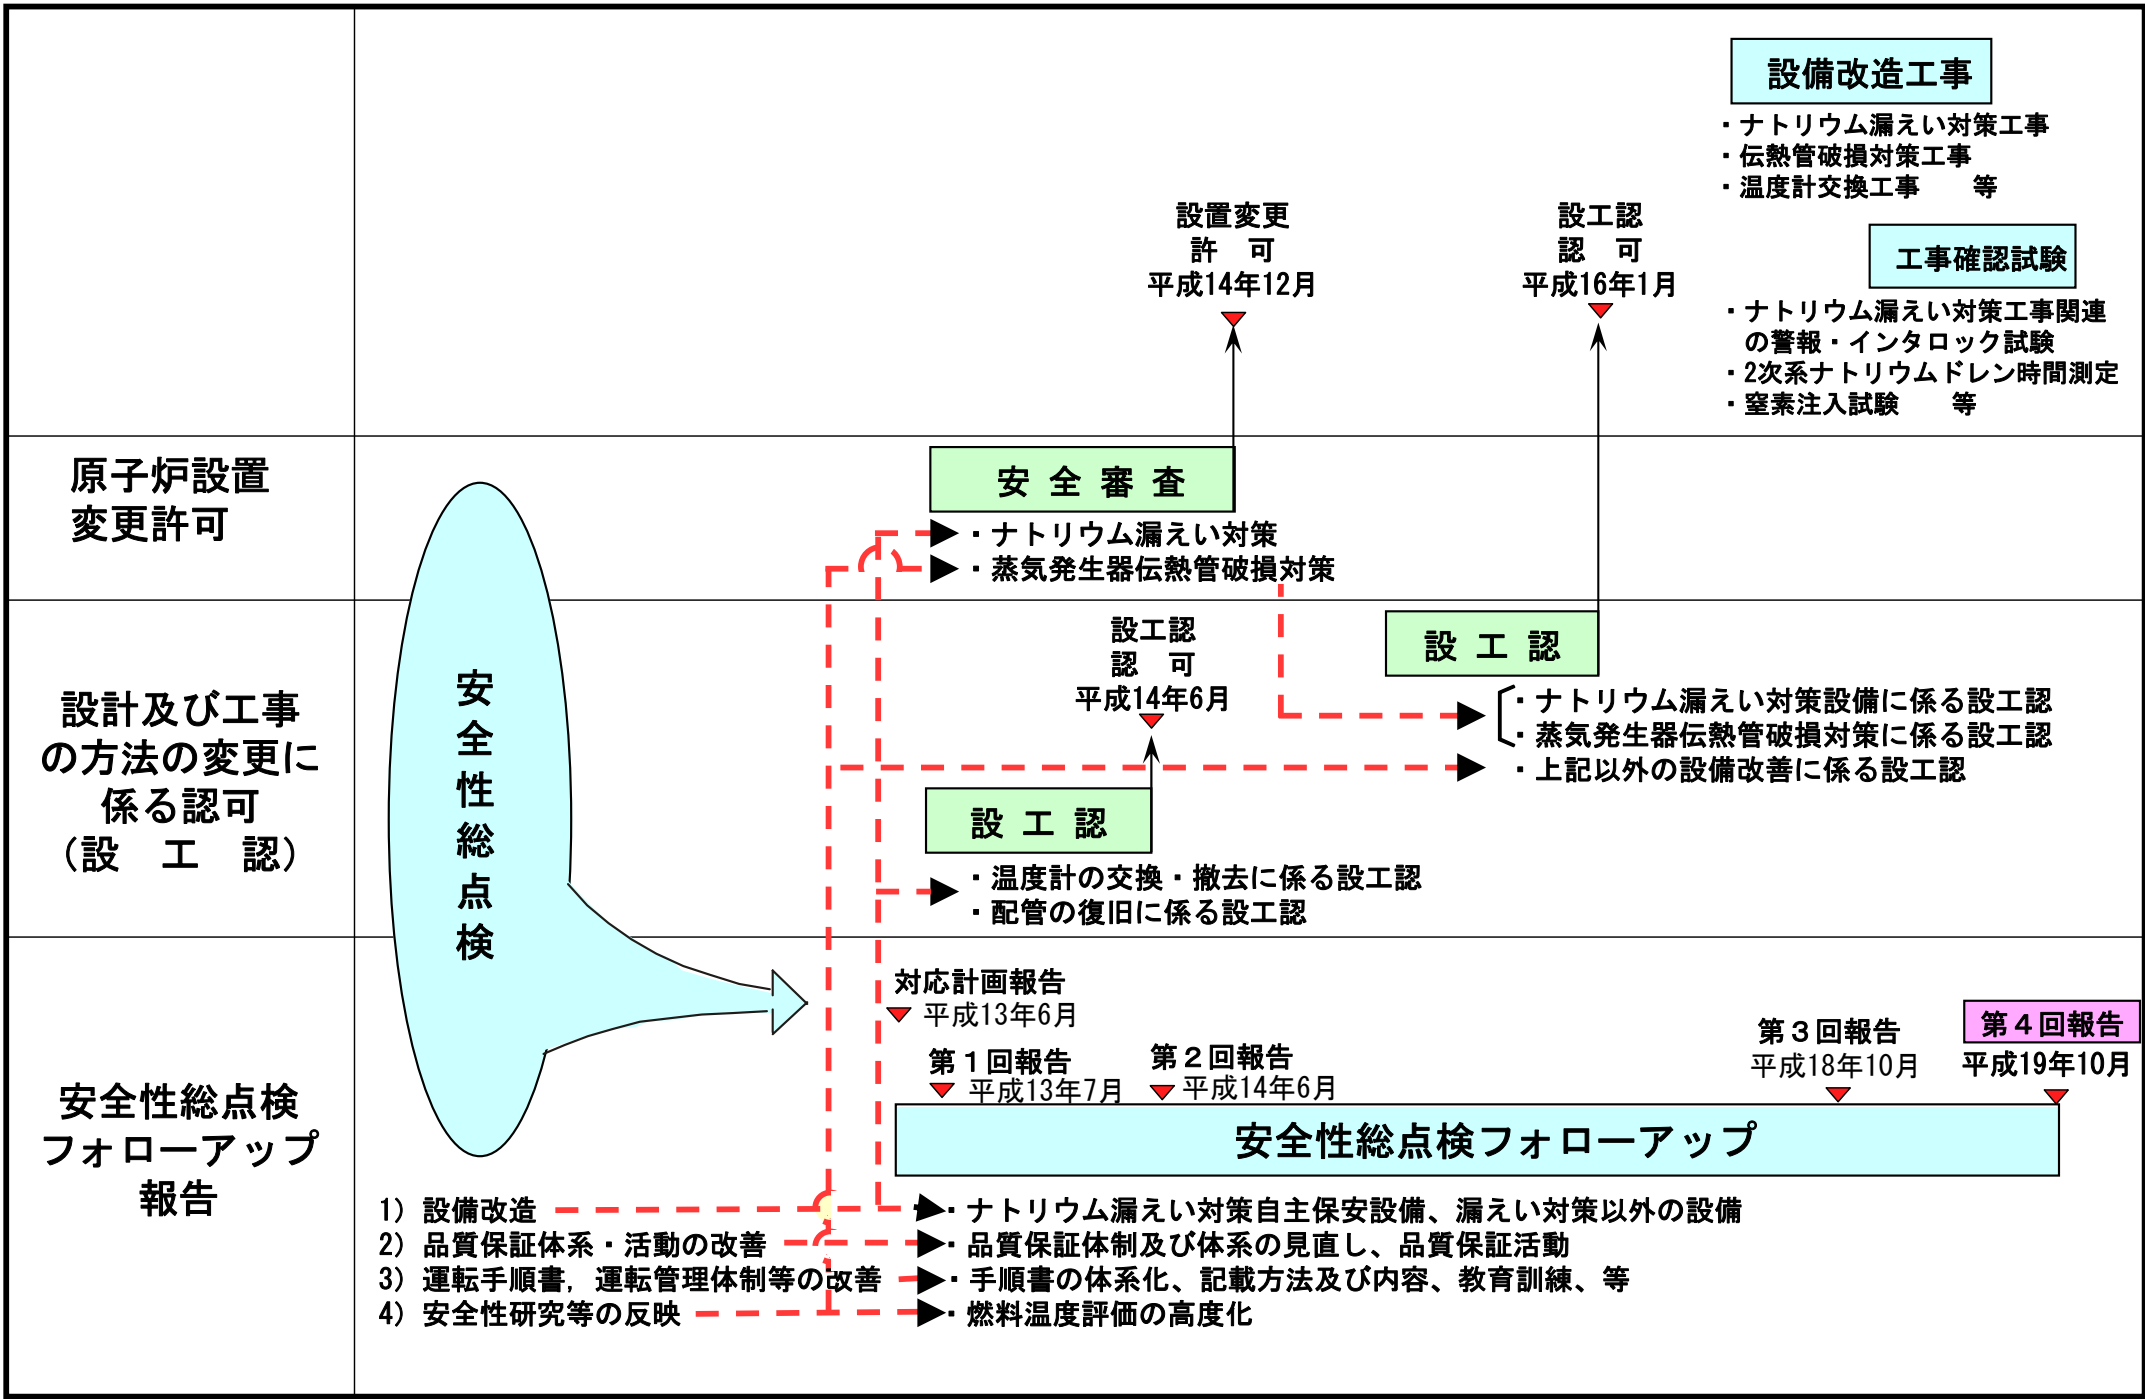 設備改造工事
・ナトリウム漏えい対策工事
・伝熱管破損対策工事
・温度計交換工事　　等
工事確認試験
・ナトリウム漏えい対策工事関連
の警報・インタロック試験
・2次系ナトリウムドレン時間測定
・窒素注入試験　　等
設置変更
許　可
平成14年12月
設工認
認　可
平成16年1月
原子炉設置
変更許可
安 全 審 査
・ナトリウム漏えい対策
・蒸気発生器伝熱管破損対策
設計及び工事
の方法の変更に
係る認可
（設　工　認）
安全性総点検
設工認
認　可
平成14年6月
設 工 認
・ナトリウム漏えい対策設備に係る設工認
・蒸気発生器伝熱管破損対策に係る設工認
・上記以外の設備改善に係る設工認
設 工 認
・温度計の交換・撤去に係る設工認
・配管の復旧に係る設工認
安全性総点検
フォローアップ
報告
対応計画報告
平成13年6月
第１回報告
平成13年7月
第２回報告
平成14年6月
第３回報告
平成18年10月
第４回報告
平成19年10月
安全性総点検フォローアップ
1）設備改造
・ナトリウム漏えい対策自主保安設備、漏えい対策以外の設備
2）品質保証体系・活動の改善
・品質保証体制及び体系の見直し、品質保証活動
3）運転手順書，運転管理体制等の改善
・手順書の体系化、記載方法及び内容、教育訓練、等
4）安全性研究等の反映
・燃料温度評価の高度化